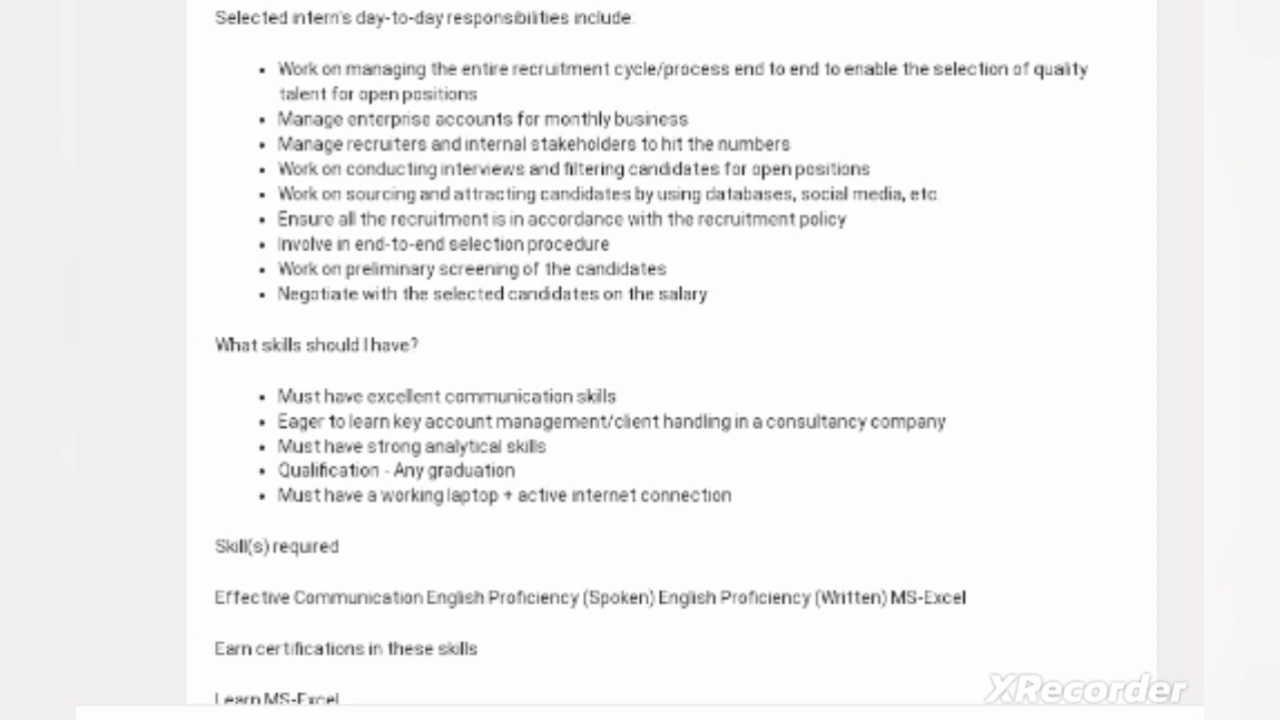 Selected intern's day-to-day responsibilities include:
• Work on managing the entire recruitment cycle/process end to end to enable the selection of quality
talent for open positions
• Manage enterprise accounts for monthly business
• Manage recruiters and internal stakeholders to hit the numbers
• Work on conducting interviews and filtering candidates for open positions
• Work on sourcing and attracting candidates by using databases, social media, etc.
• Ensure all the recruitment is in accordance with the recruitment policy
• Involve in end-to-end selection procedure
• Work on preliminary screening of the candidates
• Negotiate with the selected candidates on the salary
What skills should I have?
• Must have excellent communication skills
• Eager to learn key account management/client handling in a consultancy company
• Must have strong analytical skills
• Qualification - Any graduation
• Must have a working laptop + active internet connection
Skill(s) required
Effective Communication English Proficiency (Spoken) English Proficiency (Written) MS-Excel
Earn certifications in these skills
Learn MS-Excel
XRecorder